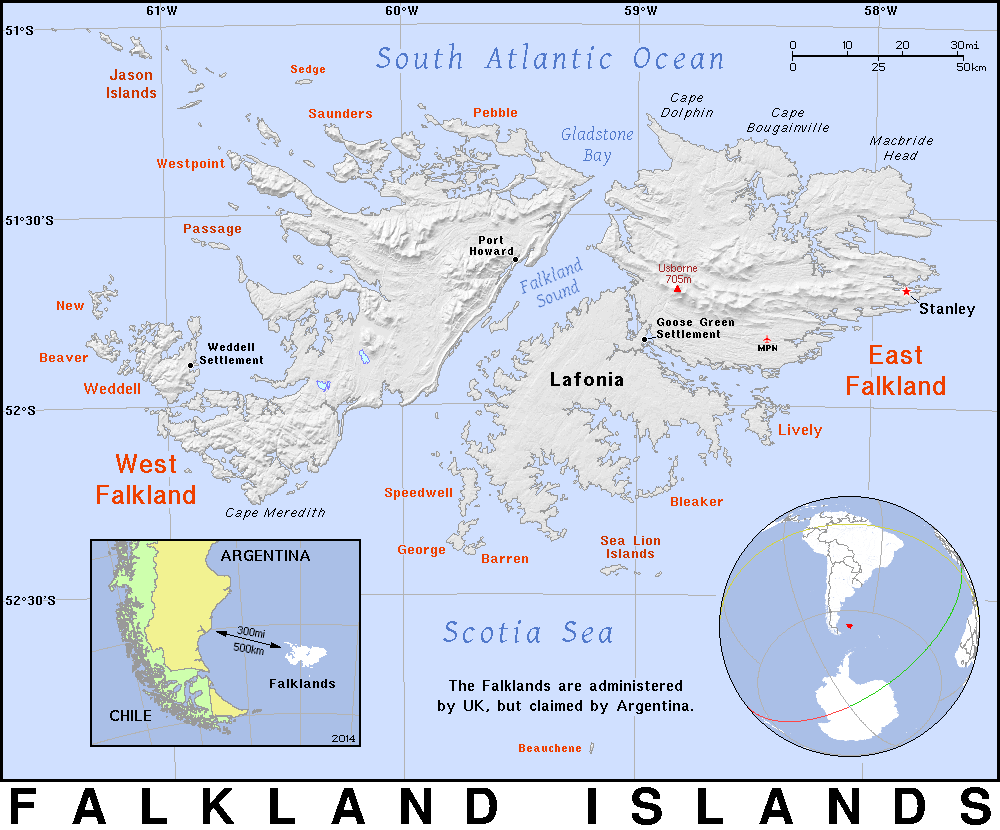 61°W 60°W 59°W 58°W
51°S
South Atlantic Ocean
0 10 20 30mi
0 25 50km
Jason
Islands
Sedge
Saunders
Pebble
Cape
Dolphin
Cape
Bougainville
Macbride
Head
Gladstone
Bay
Westpoint
51°30'S
Passage
Port
Howard
Falkland
Sound
Usborne
705m
New
Stanley
Goose Green
Settlement
MPN
Beaver
Weddell
Settlement
Weddell
Lafonia
East
Falkland
52°S
Lively
West
Falkland
Speedwell
Bleaker
Cape Meredith
George
Barren
Sea Lion
Islands
52°30'S
ARGENTINA
300mi
500km
Falklands
CHILE
2014
Scotia Sea
The Falklands are administered
by UK, but claimed by Argentina.
Beauchene
FALKLAND ISLANDS